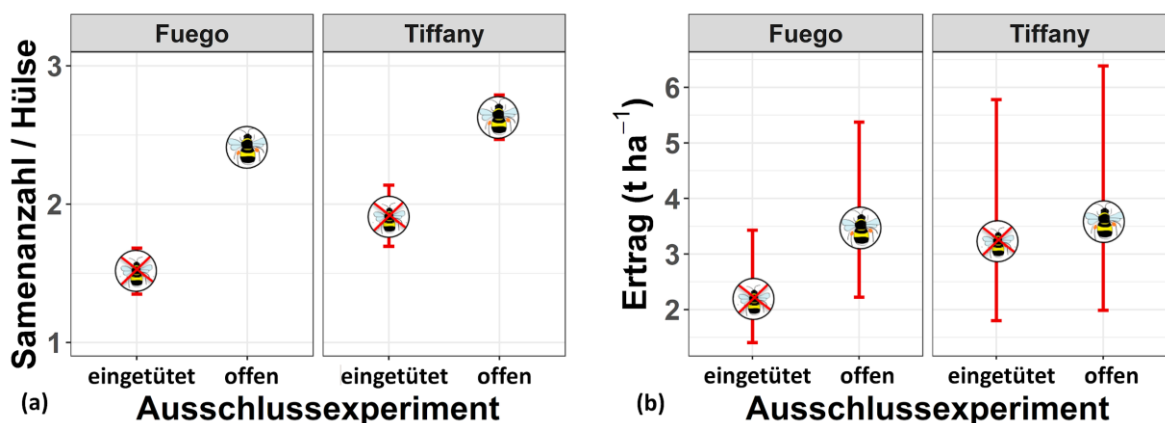 Samenanzahl / Hülse
Fuego
Tiffany
3
2
1
eingetütet
offen
eingetütet
offen
(a)
Ausschlussexperiment
Ertrag (t ha⁻¹)
Fuego
Tiffany
6
5
4
3
2
eingetütet
offen
eingetütet
offen
(b)
Ausschlussexperiment